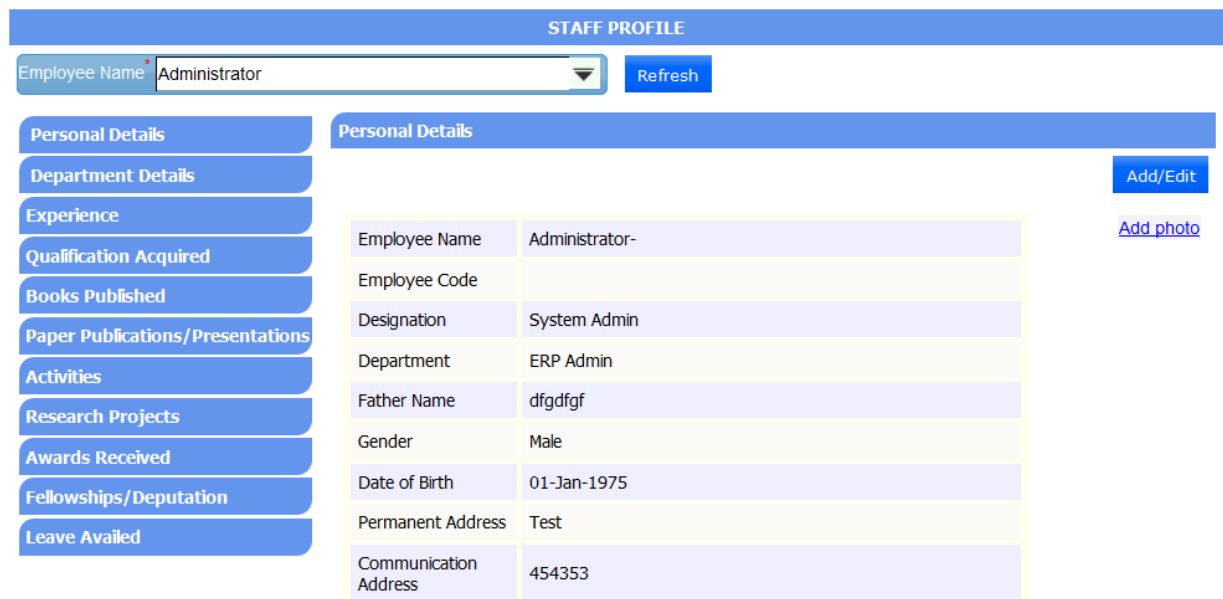 STAFF PROFILE
Employee Name* Administrator Refresh
Personal Details
Department Details
Experience
Qualification Acquired
Books Published
Paper Publications/Presentations
Activities
Research Projects
Awards Received
Fellowships/Deputation
Leave Availed
Personal Details
Add/Edit
Add photo
Employee Name Administrator-
Employee Code
Designation System Admin
Department ERP Admin
Father Name dfgdfgf
Gender Male
Date of Birth 01-Jan-1975
Permanent Address Test
Communication
Address 454353